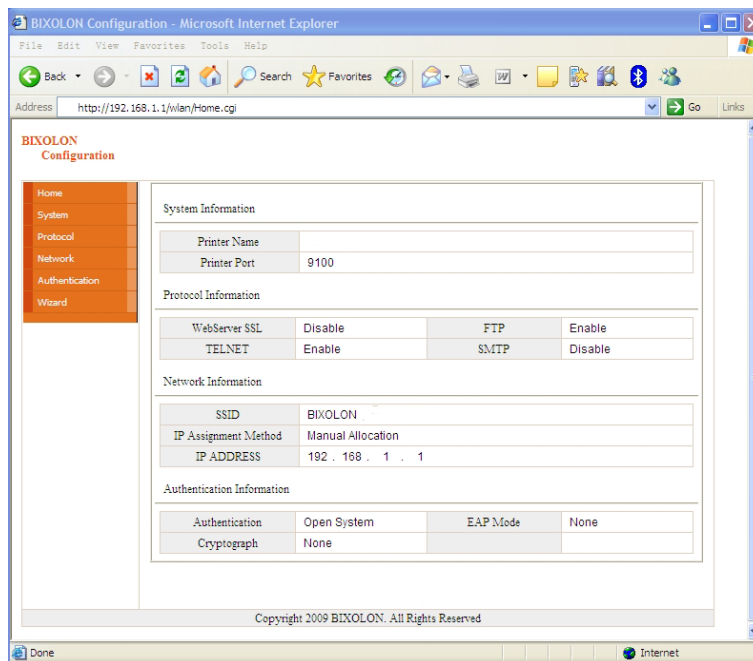 BIXOLON Configuration - Microsoft Internet Explorer
File Edit View Favorites Tools Help
Back Search Favorites
Address http://192.168.1.1/wlan/Home.cgi Go Links
BIXOLON
Configuration
Home
System
Protocol
Network
Authentication
Wizard
System Information
Printer Name
Printer Port 9100
Protocol Information
WebServer SSL Disable FTP Enable
TELNET Enable SMTP Disable
Network Information
SSID BIXOLON
IP Assignment Method Manual Allocation
IP ADDRESS 192 . 168 . 1 . 1
Authentication Information
Authentication Open System EAP Mode None
Cryptograph None
Copyright 2009 BIXOLON. All Rights Reserved
Done Internet